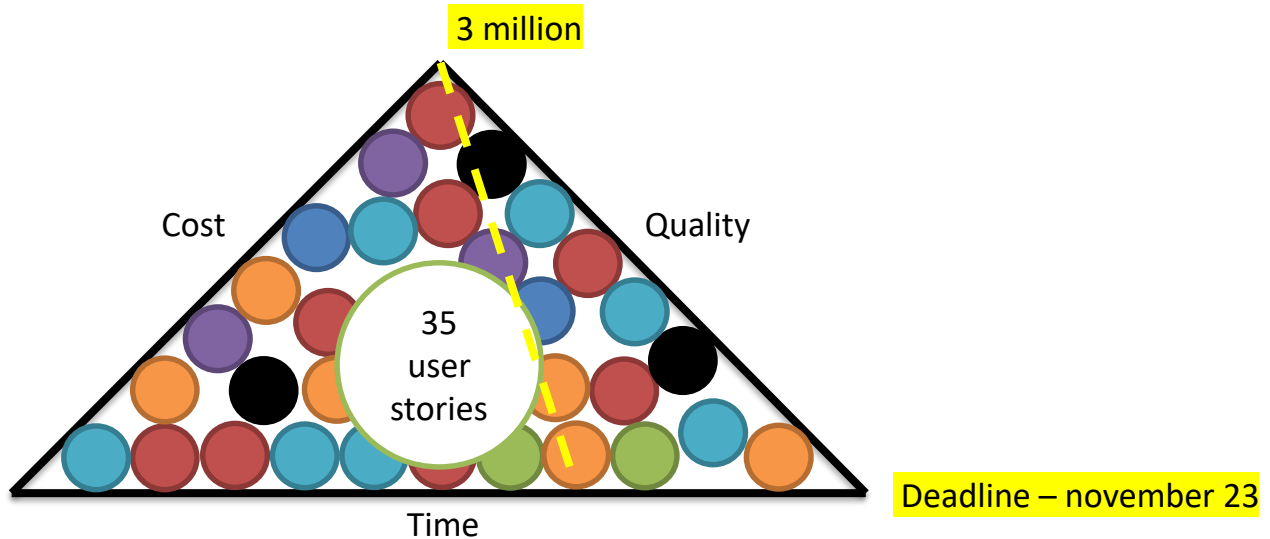 3 million
Cost
Quality
35
user
stories
Deadline – november 23
Time